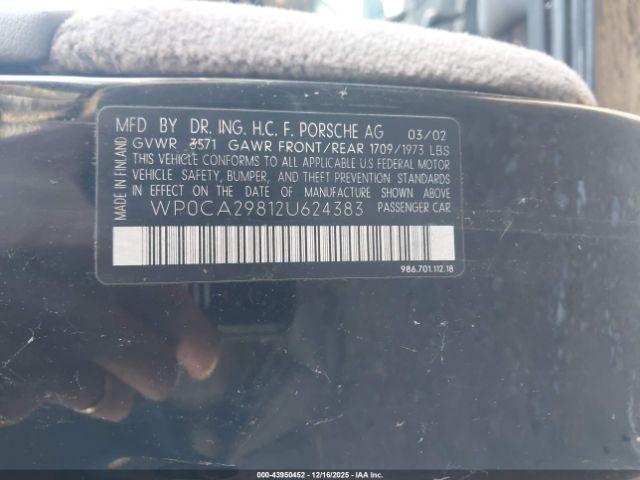 MFD BY DR. ING. H.C. F. PORSCHE AG 03/02
GVWR 3571 GAWR FRONT/REAR 1709/1973 LBS
THIS VEHICLE CONFORMS TO ALL APPLICABLE U.S FEDERAL MOTOR
VEHICLE SAFETY, BUMPER, AND THEFT PREVENTION STANDARDS
IN EFFECT ON THE DATE OF MANUFACTURE SHOWN ABOVE
WP0CA29812U624383 PASSENGER CAR
MADE IN FINLAND
986.701.112.18
000-43950452 - 12/16/2025 - IAAI.com